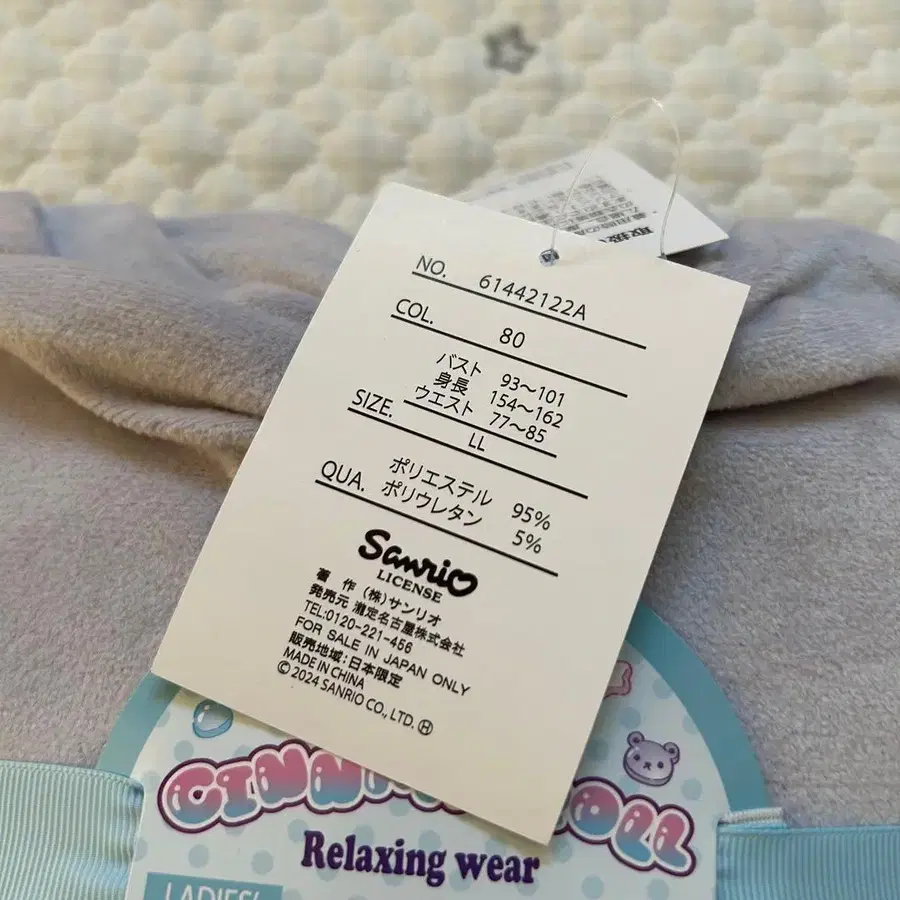 NO. 61442122A
COL. 80
バスト 93～101
身長 154～162
ウエスト 77～85
SIZE. LL
ポリエステル 95%
QUA. ポリウレタン 5%
Sanrio
LICENSE
著 作 (株)サンリオ
発売元 瀧定名古屋株式会社
TEL:0120-221-456
FOR SALE IN JAPAN ONLY
販売地域:日本限定
MADE IN CHINA
© 2024 SANRIO CO., LTD. Ⓗ
Relaxing wear
LADIES'